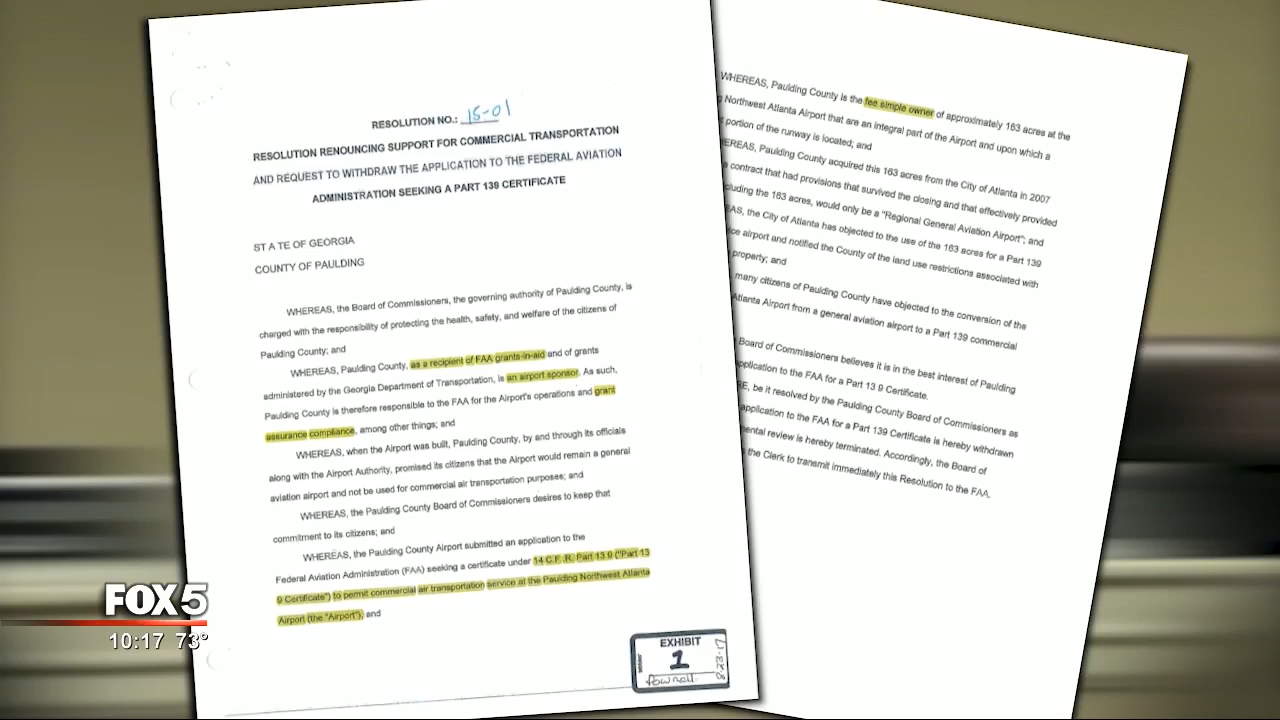 RESOLUTION NO.: 15-01
RESOLUTION RENOUNCING SUPPORT FOR COMMERCIAL TRANSPORTATION
AND REQUEST TO WITHDRAW THE APPLICATION TO THE FEDERAL AVIATION
ADMINISTRATION SEEKING A PART 139 CERTIFICATE
ST A TE OF GEORGIA
COUNTY OF PAULDING
WHEREAS, the Board of Commissioners, the governing authority of Paulding County, is
charged with the responsibility of protecting the health, safety, and welfare of the citizens of
Paulding County; and
WHEREAS, Paulding County, as a recipient of FAA grants-in-aid and of grants
administered by the Georgia Department of Transportation, is an airport sponsor. As such,
Paulding County is therefore responsible to the FAA for the Airport's operations and grant
assurance compliance, among other things; and
WHEREAS, when the Airport was built, Paulding County, by and through its officials
along with the Airport Authority, promised its citizens that the Airport would remain a general
aviation airport and not be used for commercial air transportation purposes; and
WHEREAS, the Paulding County Board of Commissioners desires to keep that
commitment to its citizens; and
WHEREAS, the Paulding County Airport submitted an application to the
Federal Aviation Administration (FAA) seeking a certificate under 14 C.F.R. Part 13 9 ("Part 13
9 Certificate") to permit commercial air transportation service at the Paulding Northwest Atlanta
Airport (the "Airport"); and
EXHIBIT
1
Pownall
8-23-17
WHEREAS, Paulding County is the fee simple owner of approximately 163 acres at the
Northwest Atlanta Airport that are an integral part of the Airport and upon which a
portion of the runway is located; and
EREAS, Paulding County acquired this 163 acres from the City of Atlanta in 2007
contract that had provisions that survived the closing and that effectively provided
cluding the 163 acres, would only be a "Regional General Aviation Airport"; and
EAS, the City of Atlanta has objected to the use of the 163 acres for a Part 139
ice airport and notified the County of the land use restrictions associated with
property; and
many citizens of Paulding County have objected to the conversion of the
Atlanta Airport from a general aviation airport to a Part 139 commercial
Board of Commissioners believes it is in the best interest of Paulding
pplication to the FAA for a Part 13 9 Certificate.
RE, be it resolved by the Paulding County Board of Commissioners as
application to the FAA for a Part 139 Certificate is hereby withdrawn
ental review is hereby terminated. Accordingly, the Board of
the Clerk to transmit immediately this Resolution to the FAA.
FOX 5
10:17 73°